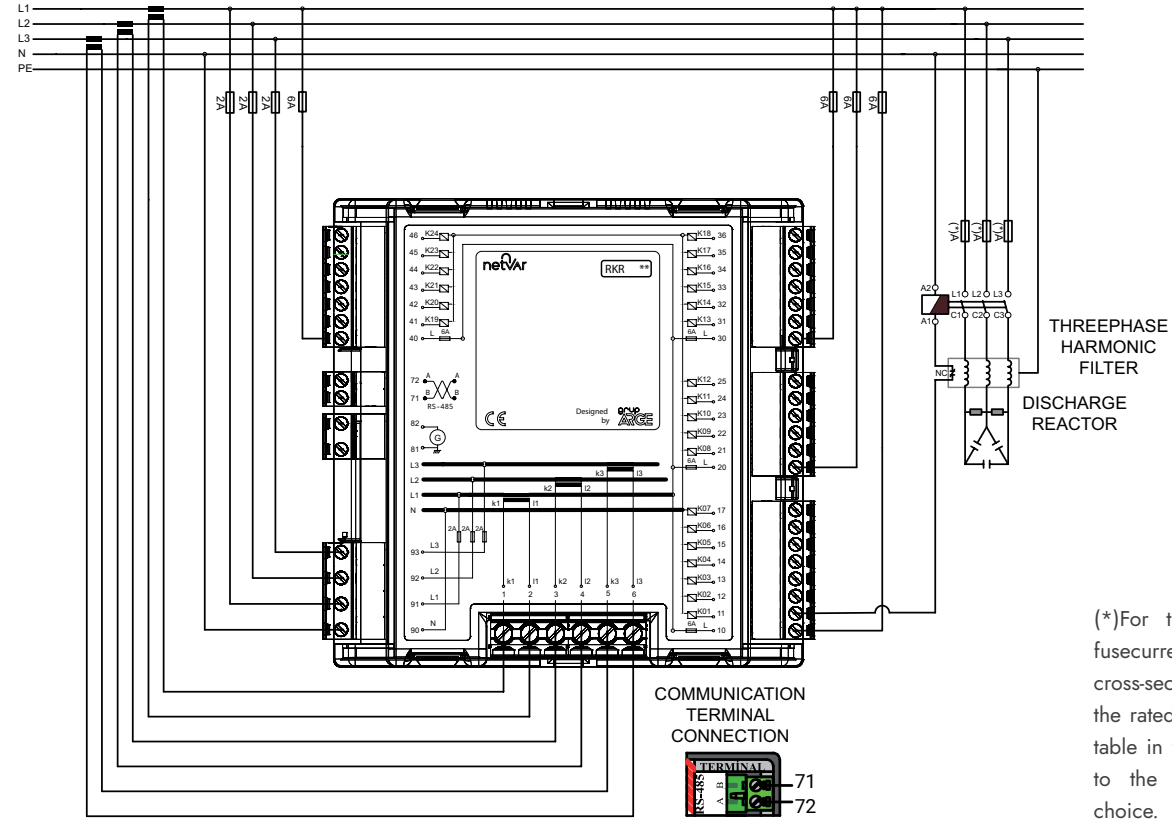 L1
L2
L3
N
PE
2A
2A
2A
6A
6A
6A
6A
(*)A
(*)A
(*)A
46 K24
45 K23
44 K22
43 K21
42 K20
41 K19
40 L 6A
netVAr
RKR **
K18 36
K17 35
K16 34
K15 33
K14 32
K13 31
6A L 30
72 A A
71 B B
RS-485
82
G
81
CE
Designed
by
grup
ARGE
K12 25
K11 24
K10 23
K09 22
K08 21
6A L 20
L3
L2
L1
N
k3 l3
k2 l2
k1 l1
2A 2A 2A
93 L3
92 L2
91 L1
90 N
k1 l1 k2 l2 k3 l3
1 2 3 4 5 6
K07 17
K06 16
K05 15
K04 14
K03 13
K02 12
K01 11
6A L 10
A2
A1
L1 L2 L3
C1 C2 C3
NC
THREEPHASE
HARMONIC
FILTER
DISCHARGE
REACTOR
COMMUNICATION
TERMINAL
CONNECTION
TERMINAL
RS-485
B
A
71
72
(*)For t
fusecurre
cross-sec
the rated
table in
to the
choice.